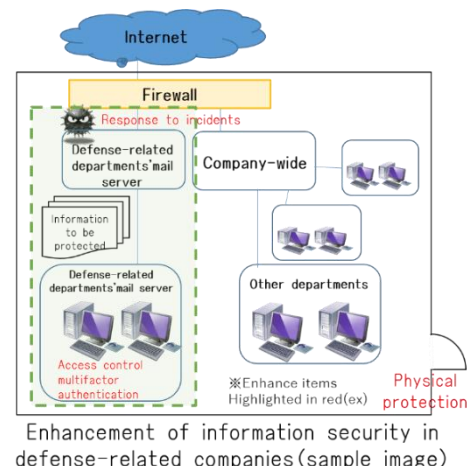 Internet
Firewall
Response to incidents
Defense-related
departments'mail
server
Company-wide
Information
to be
protected
Defense-related
departments'mail server
Access control
multifactor
authentication
Other departments
※Enhance items
Highlighted in red(ex)
Physical
protection
Enhancement of information security in
defense-related companies(sample image)